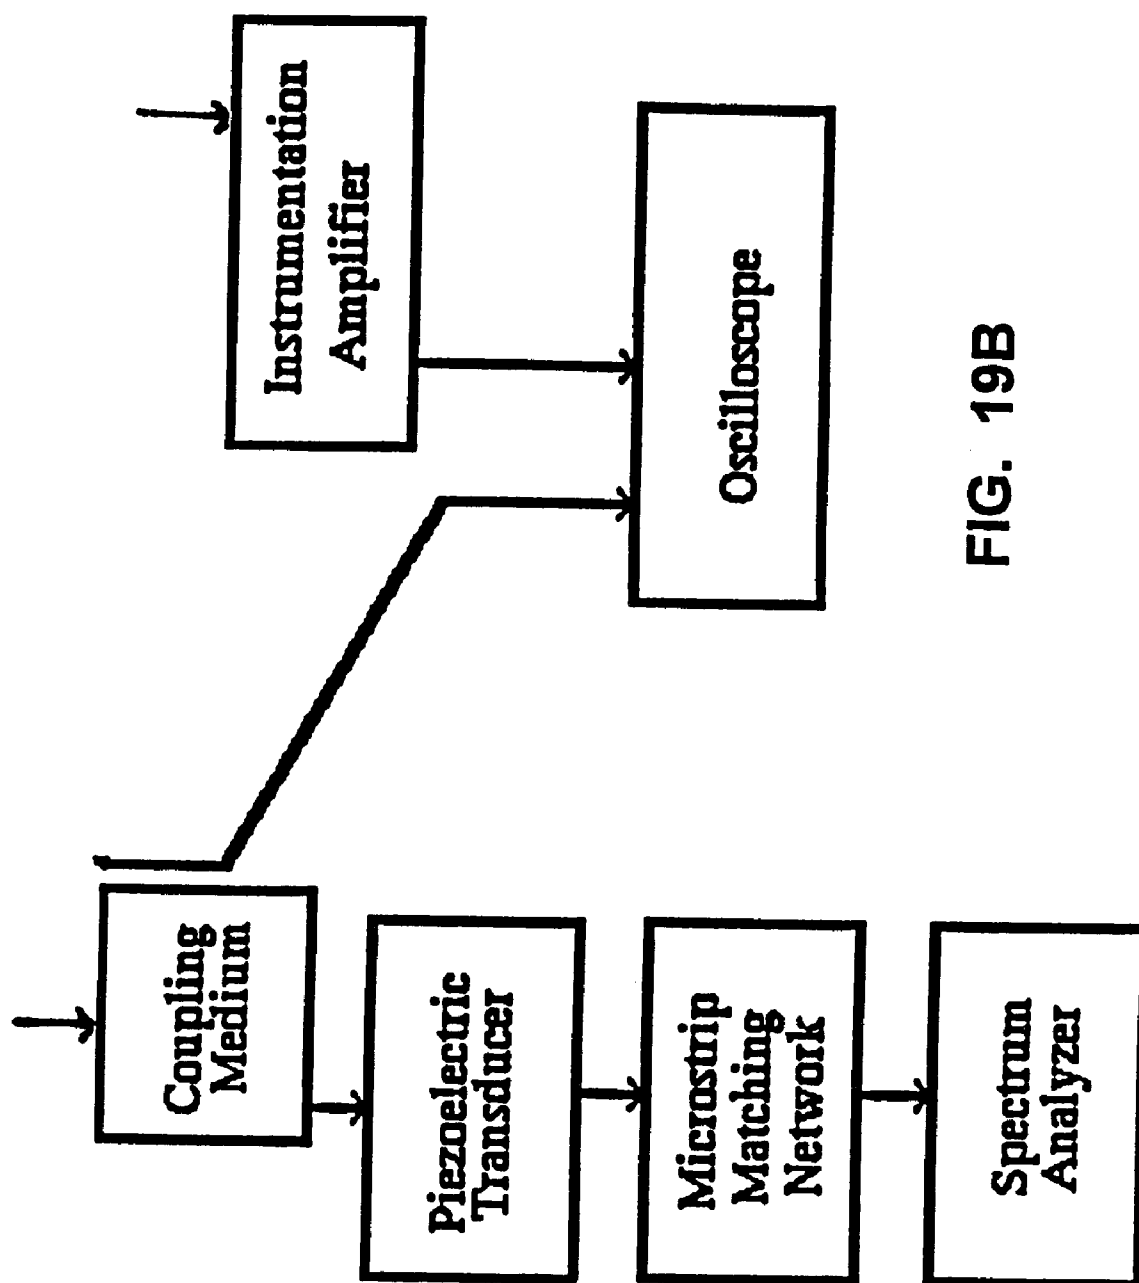 Instrumentation
Amplifier
Oscilloscope
Coupling
Medium
Piezoelectric
Transducer
Microstrip
Matching
Network
Spectrum
Analyzer
FIG. 19B